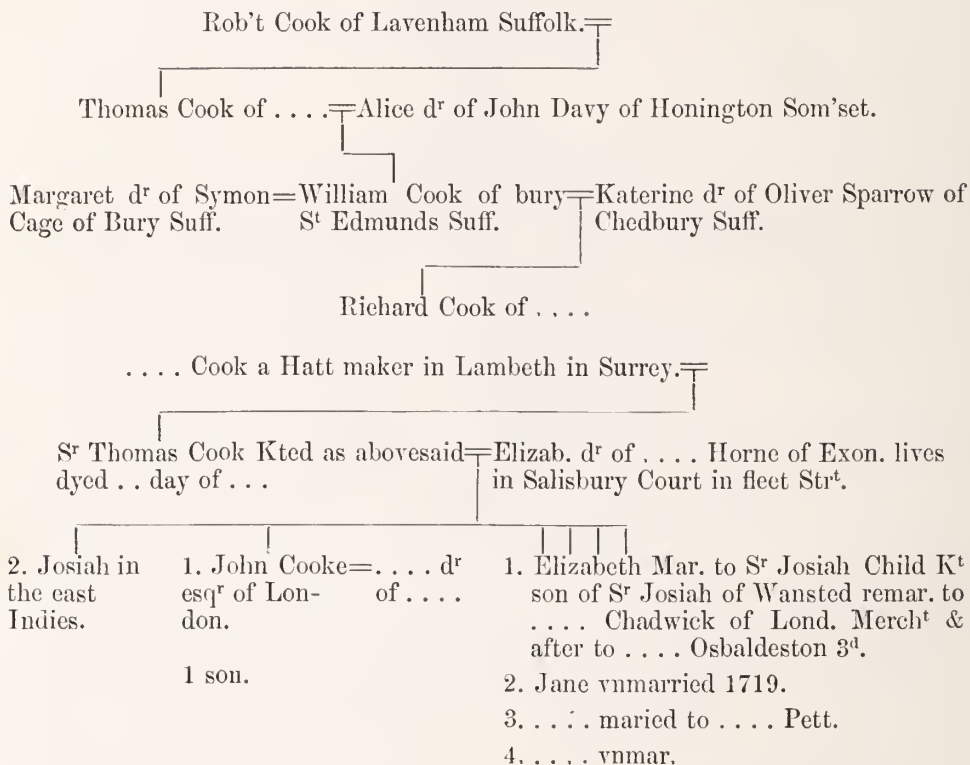 Rob't Cook of Lavenham Suffolk.
Thomas Cook of . . . . Alice dʳ of John Davy of Honington Som'set.
Margaret dʳ of Symon=William Cook of bury Katerine dʳ of Oliver Sparrow of
Cage of Bury Suff. Sᵗ Edmunds Suff. Chedbury Suff.
Richard Cook of . . . .
. . . . Cook a Hatt maker in Lambeth in Surrey.
Sʳ Thomas Cook Kted as abovesaid Elizab. dʳ of . . . . Horne of Exon. lives
dyed . . day of . . . in Salisbury Court in fleet Strᵗ.
2. Josiah in
the east
Indies.
1. John Cooke=. . . . dʳ
esqʳ of Lon- of . . . .
don.
1 son.
1. Elizabeth Mar. to Sʳ Josiah Child Kᵗ
son of Sʳ Josiah of Wansted remar. to
. . . . Chadwick of Lond. Merchᵗ &
after to . . . . Osbaldeston 3ᵈ.
2. Jane vnmarried 1719.
3. . . . . maried to . . . . Pett.
4. . . . . vnmar.